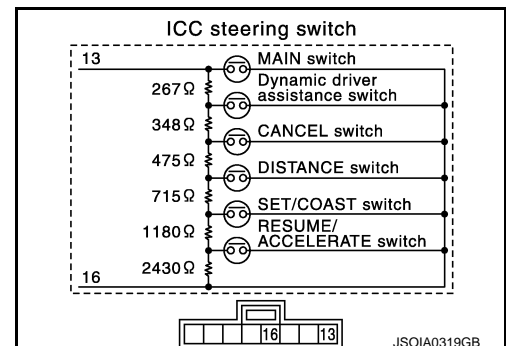 ICC steering switch
13
MAIN switch
267Ω
Dynamic driver
assistance switch
348Ω
CANCEL switch
475Ω
DISTANCE switch
715Ω
SET/COAST switch
1180Ω
RESUME/
ACCELERATE switch
2430Ω
16
16 13
JSOIA0319GB